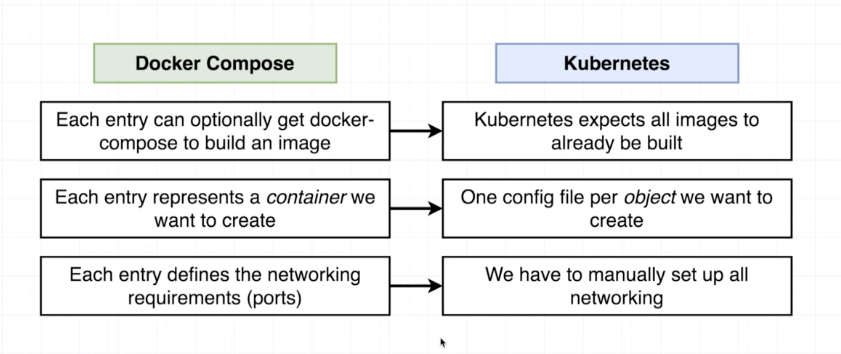 Docker Compose
Kubernetes
Each entry can optionally get docker-
compose to build an image
Kubernetes expects all images to
already be built
Each entry represents a container we
want to create
One config file per object we want to
create
Each entry defines the networking
requirements (ports)
We have to manually set up all
networking